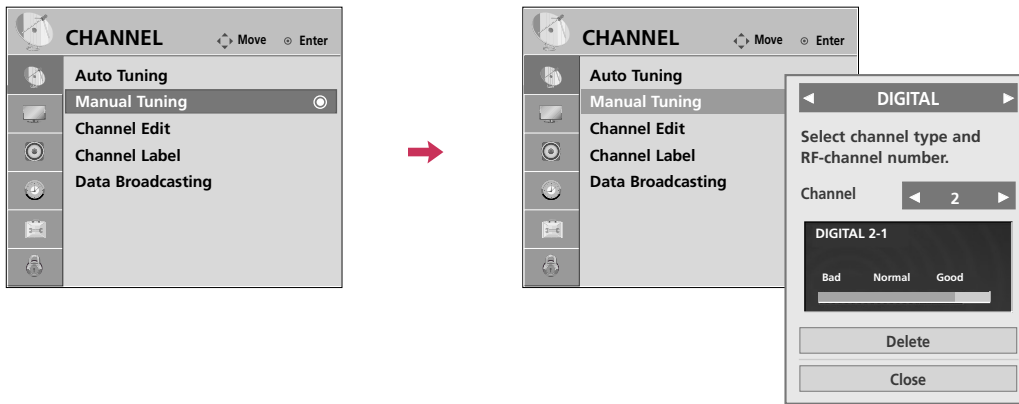 CHANNEL Move Enter
Auto Tuning
Manual Tuning
Channel Edit
Channel Label
Data Broadcasting
CHANNEL Move Enter
Auto Tuning
Manual Tuning
Channel Edit
Channel Label
Data Broadcasting
DIGITAL
Select channel type and
RF-channel number.
Channel 2
DIGITAL 2-1
Bad Normal Good
Delete
Close